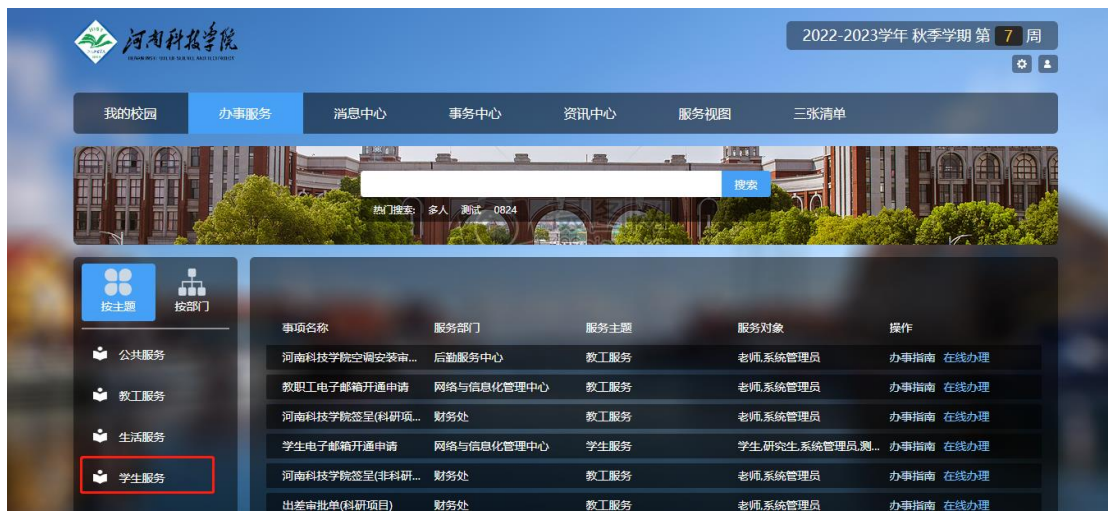 河南科技学院
2022-2023学年 秋季学期 第 7 周
我的校园 办事服务 消息中心 事务中心 资讯中心 服务视图 三张清单
搜索
热门搜索: 多人 测试 0824
按主题 按部门
事项名称 服务部门 服务主题 服务对象 操作
公共服务
河南科技学院空调安装审... 后勤服务中心 教工服务 老师,系统管理员 办事指南 在线办理
教职工电子邮箱开通申请 网络与信息化管理中心 教工服务 老师,系统管理员 办事指南 在线办理
教工服务
河南科技学院签呈(科研项... 财务处 教工服务 老师,系统管理员 办事指南 在线办理
生活服务
学生电子邮箱开通申请 网络与信息化管理中心 学生服务 学生,研究生,系统管理员,测... 办事指南 在线办理
学生服务
河南科技学院签呈(非科研... 财务处 教工服务 老师,系统管理员 办事指南 在线办理
出差审批单(科研项目) 财务处 教工服务 老师,系统管理员 办事指南 在线办理